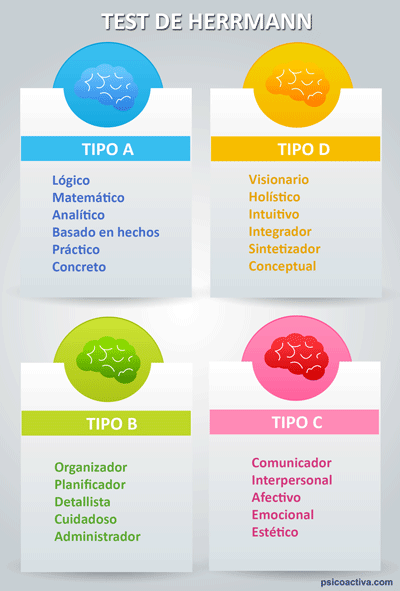 TEST DE HERRMANN
TIPO A
Lógico
Matemático
Analítico
Basado en hechos
Práctico
Concreto
TIPO D
Visionario
Holístico
Intuitivo
Integrador
Sintetizador
Conceptual
TIPO B
Organizador
Planificador
Detallista
Cuidadoso
Administrador
TIPO C
Comunicador
Interpersonal
Afectivo
Emocional
Estético
psicoactiva.com